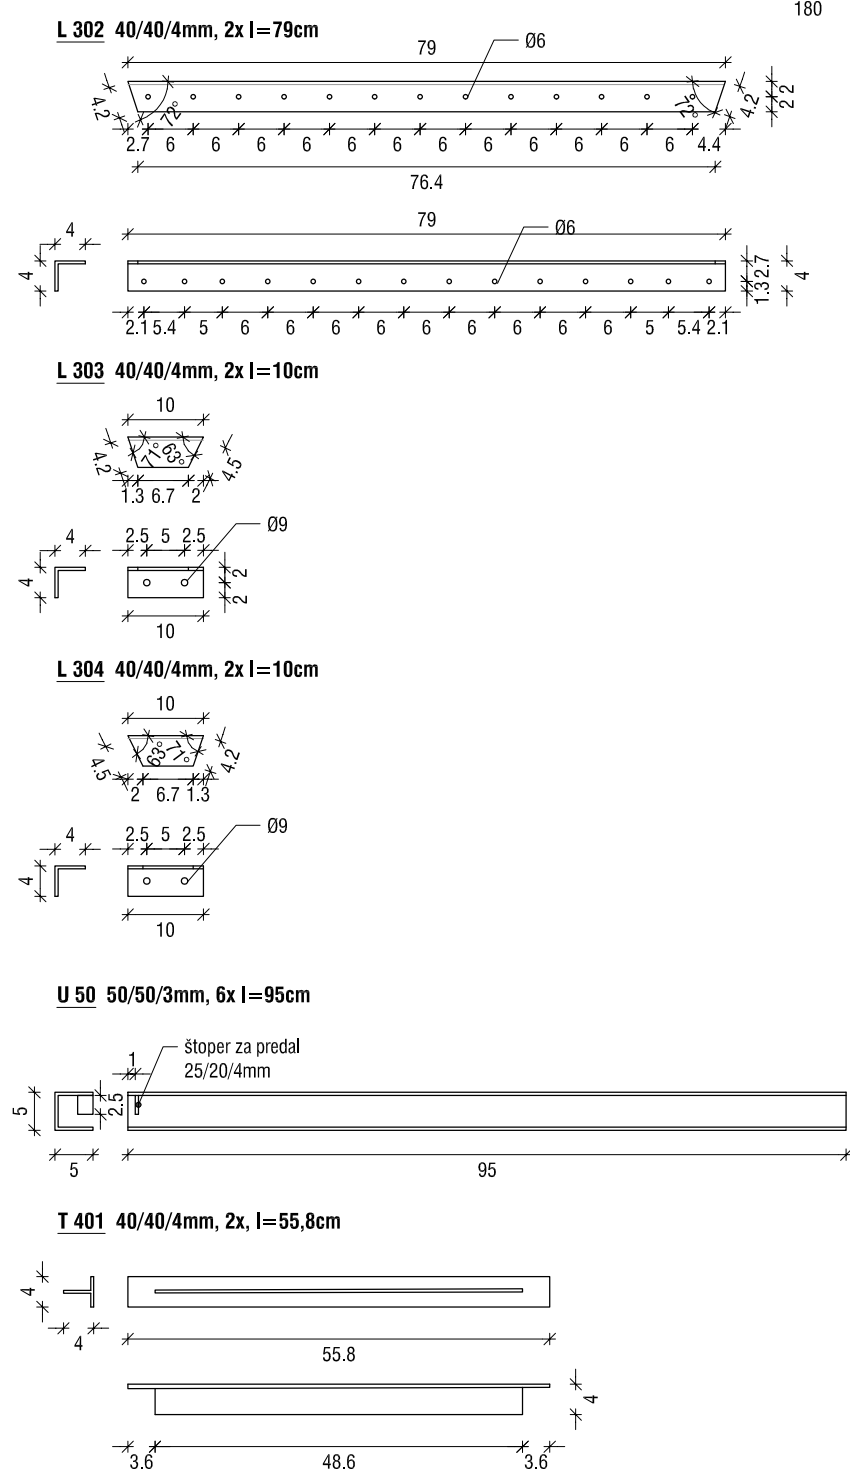 180
L 302 40/40/4mm, 2x l=79cm
79
Ø6
4.2
72°
72°
4.2
2 2
2.7 6 6 6 6 6 6 6 6 6 6 6 6 4.4
76.4
79
Ø6
4
4
1.3 2.7
4
2.1 5.4 5 6 6 6 6 6 6 6 6 5 5.4 2.1
L 303 40/40/4mm, 2x l=10cm
10
4.2
71°
63°
4.5
1.3 6.7 2
4
4
2.5 5 2.5
Ø9
2
2
10
L 304 40/40/4mm, 2x l=10cm
10
4.5
63°
71°
4.2
2 6.7 1.3
4
4
2.5 5 2.5
Ø9
10
U 50 50/50/3mm, 6x l=95cm
štoper za predal
25/20/4mm
1
5
2.5
5
95
T 401 40/40/4mm, 2x, l=55,8cm
4
4
55.8
4
3.6 48.6 3.6